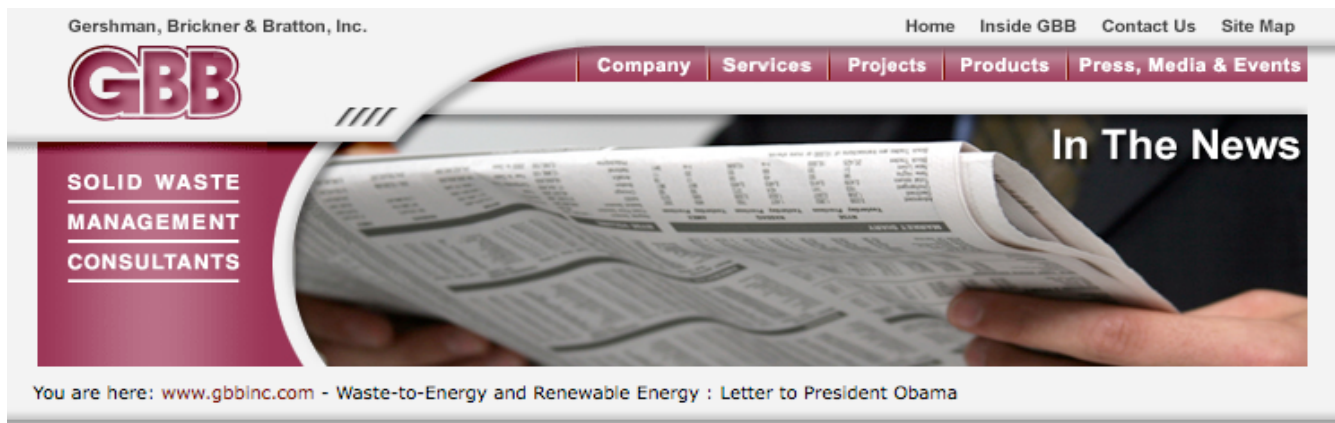 Gershman, Brickner & Bratton, Inc.
Home Inside GBB Contact Us Site Map
GBB
Company Services Projects Products Press, Media & Events
In The News
SOLID WASTE
MANAGEMENT
CONSULTANTS
MARKET DIARY
You are here: www.gbbinc.com - Waste-to-Energy and Renewable Energy : Letter to President Obama